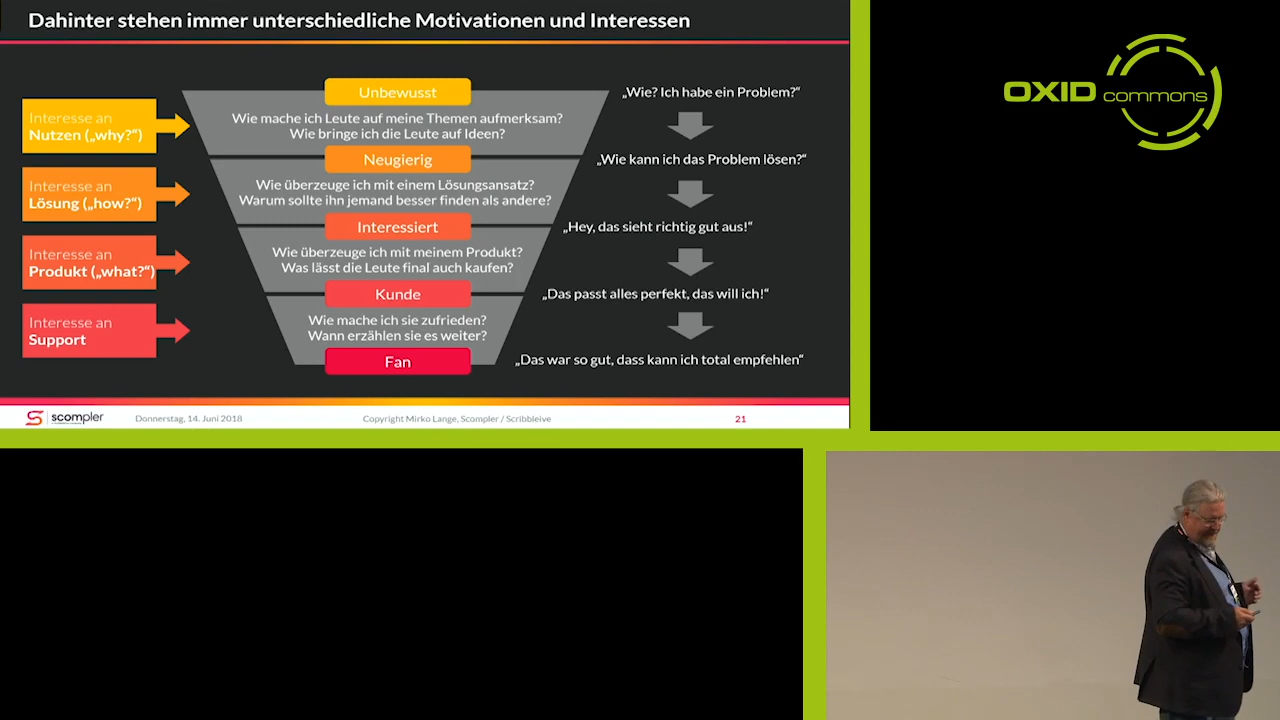 Dahinter stehen immer unterschiedliche Motivationen und Interessen
OXID commons
Interesse an
Nutzen („why?“)
Interesse an
Lösung („how?“)
Interesse an
Produkt („what?“)
Interesse an
Support
Unbewusst
Wie mache ich Leute auf meine Themen aufmerksam?
Wie bringe ich die Leute auf Ideen?
Neugierig
Wie überzeuge ich mit einem Lösungsansatz?
Warum sollte ihn jemand besser finden als andere?
Interessiert
Wie überzeuge ich mit meinem Produkt?
Was lässt die Leute final auch kaufen?
Kunde
Wie mache ich sie zufrieden?
Wann erzählen sie es weiter?
Fan
„Wie? Ich habe ein Problem?“
„Wie kann ich das Problem lösen?“
„Hey, das sieht richtig gut aus!“
„Das passt alles perfekt, das will ich!“
„Das war so gut, dass kann ich total empfehlen“
scompler
Donnerstag, 14. Juni 2018
Copyright Mirko Lange, Scompler / Scribbleive
21